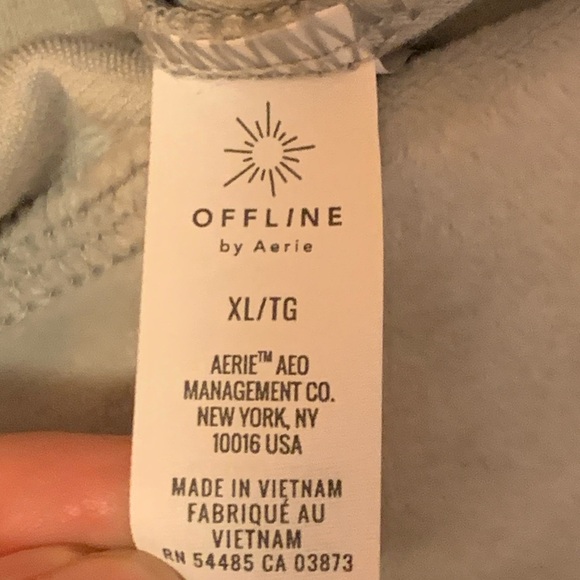 OFFLINE
by Aerie
XL/TG
AERIE™ AEO
MANAGEMENT CO.
NEW YORK, NY
10016 USA
MADE IN VIETNAM
FABRIQUÉ AU
VIETNAM
RN 54485 CA 03873